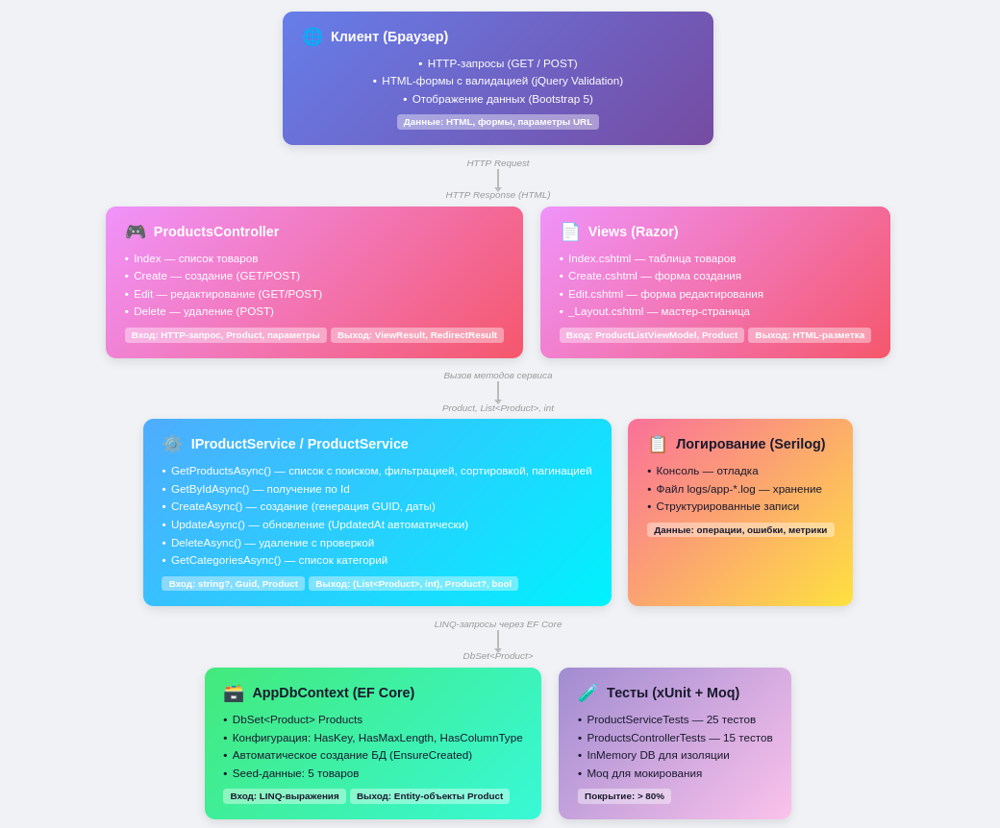 Клиент (Браузер)
• HTTP-запросы (GET / POST)
• HTML-формы с валидацией (jQuery Validation)
• Отображение данных (Bootstrap 5)
Данные: HTML, формы, параметры URL
HTTP Request
HTTP Response (HTML)
ProductsController
• Index — список товаров
• Create — создание (GET/POST)
• Edit — редактирование (GET/POST)
• Delete — удаление (POST)
Вход: HTTP-запрос, Product, параметры
Выход: ViewResult, RedirectResult
Views (Razor)
• Index.cshtml — таблица товаров
• Create.cshtml — форма создания
• Edit.cshtml — форма редактирования
• _Layout.cshtml — мастер-страница
Вход: ProductListViewModel, Product
Выход: HTML-разметка
Вызов методов сервиса
Product, List<Product>, int
IProductService / ProductService
• GetProductsAsync() — список с поиском, фильтрацией, сортировкой, пагинацией
• GetByIdAsync() — получение по Id
• CreateAsync() — создание (генерация GUID, даты)
• UpdateAsync() — обновление (UpdatedAt автоматически)
• DeleteAsync() — удаление с проверкой
• GetCategoriesAsync() — список категорий
Вход: string?, Guid, Product
Выход: (List<Product>, int), Product?, bool
Логирование (Serilog)
• Консоль — отладка
• Файл logs/app-*.log — хранение
• Структурированные записи
Данные: операции, ошибки, метрики
LINQ-запросы через EF Core
DbSet<Product>
AppDbContext (EF Core)
• DbSet<Product> Products
• Конфигурация: HasKey, HasMaxLength, HasColumnType
• Автоматическое создание БД (EnsureCreated)
• Seed-данные: 5 товаров
Вход: LINQ-выражения
Выход: Entity-объекты Product
Тесты (xUnit + Moq)
• ProductServiceTests — 25 тестов
• ProductsControllerTests — 15 тестов
• InMemory DB для изоляции
• Moq для мокирования
Покрытие: > 80%